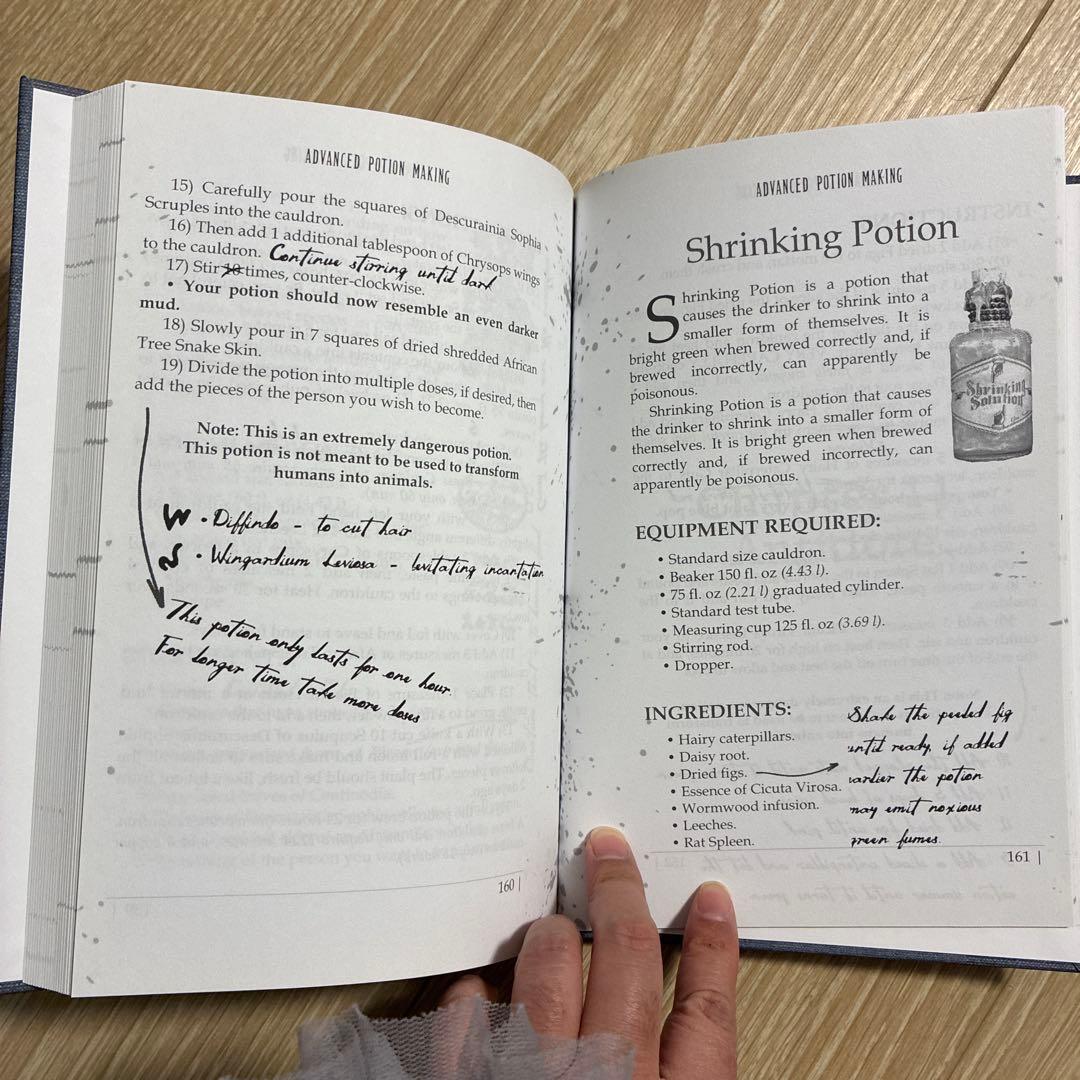 ADVANCED POTION MAKING
15) Carefully pour the squares of Descurainia Sophia
Scruples into the cauldron.
16) Then add 1 additional tablespoon of Chrysops wings
to the cauldron. Continue stirring until dark
17) Stir times, counter-clockwise.
• Your potion should now resemble an even darker
mud.
18) Slowly pour in 7 squares of dried shredded African
Tree Snake Skin.
19) Divide the potion into multiple doses, if desired, then
add the pieces of the person you wish to become.
Note: This is an extremely dangerous potion.
This potion is not meant to be used to transform
humans into animals.
• Diffindo - to cut hair
• Wingardium Leviosa - levitating incantation
This potion only lasts for one hour.
For longer time take more doses
160 |
ADVANCED POTION MAKING
Shrinking Potion
Shrinking Potion is a potion that
causes the drinker to shrink into a
smaller form of themselves. It is
bright green when brewed correctly and, if
brewed incorrectly, can apparently be
poisonous.
Shrinking Potion is a potion that causes
the drinker to shrink into a smaller form of
themselves. It is bright green when brewed
correctly and, if brewed incorrectly, can
apparently be poisonous.
Shrinking
Solution
EQUIPMENT REQUIRED:
• Standard size cauldron.
• Beaker 150 fl. oz (4.43 l).
• 75 fl. oz (2.21 l) graduated cylinder.
• Standard test tube.
• Measuring cup 125 fl. oz (3.69 l).
• Stirring rod.
• Dropper.
INGREDIENTS:
• Hairy caterpillars.
• Daisy root.
• Dried figs.
• Essence of Cicuta Virosa.
• Wormwood infusion.
• Leeches.
• Rat Spleen.
Shake the peeled fig
until ready, if added
earlier the potion
may emit noxious
green fumes.
161 |